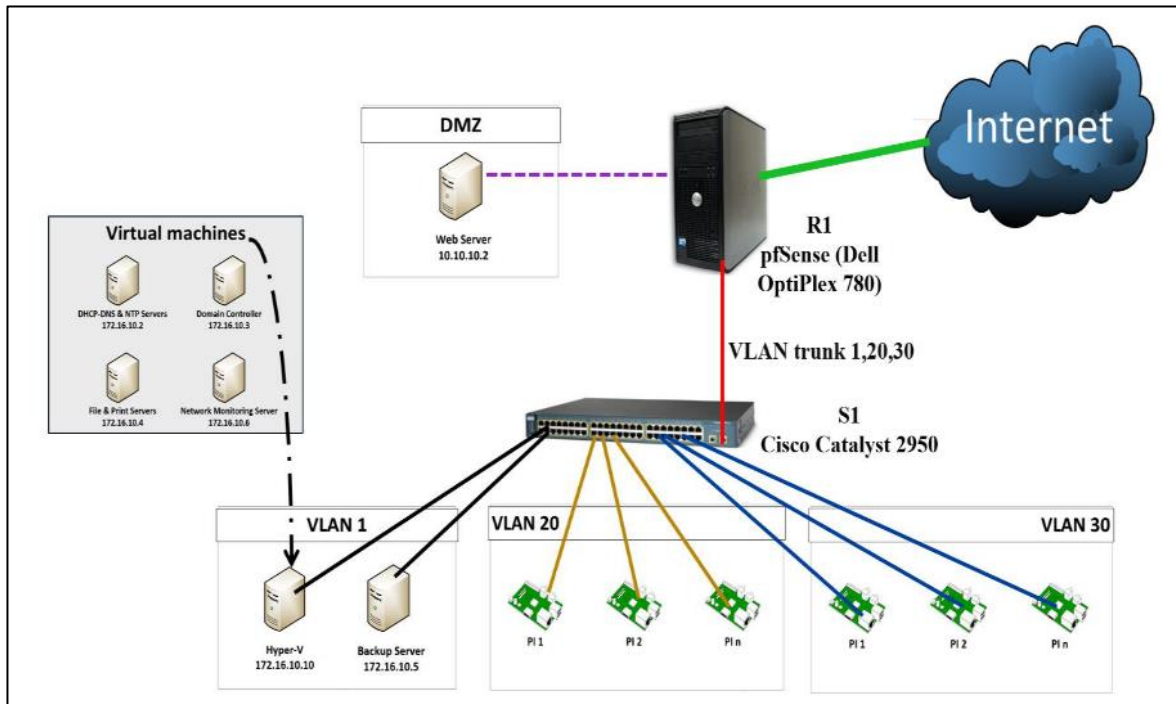 Internet
DMZ
Web Server
10.10.10.2
R1
pfSense (Dell
OptiPlex 780)
Virtual machines
DHCP-DNS & NTP Servers
172.16.10.2
Domain Controller
172.16.10.3
File & Print Servers
172.16.10.4
Network Monitoring Server
172.16.10.6
VLAN trunk 1,20,30
S1
Cisco Catalyst 2950
VLAN 1
Hyper-V
172.16.10.10
Backup Server
172.16.10.5
VLAN 20
PI 1
PI 2
PI n
VLAN 30
PI 1
PI 2
PI n